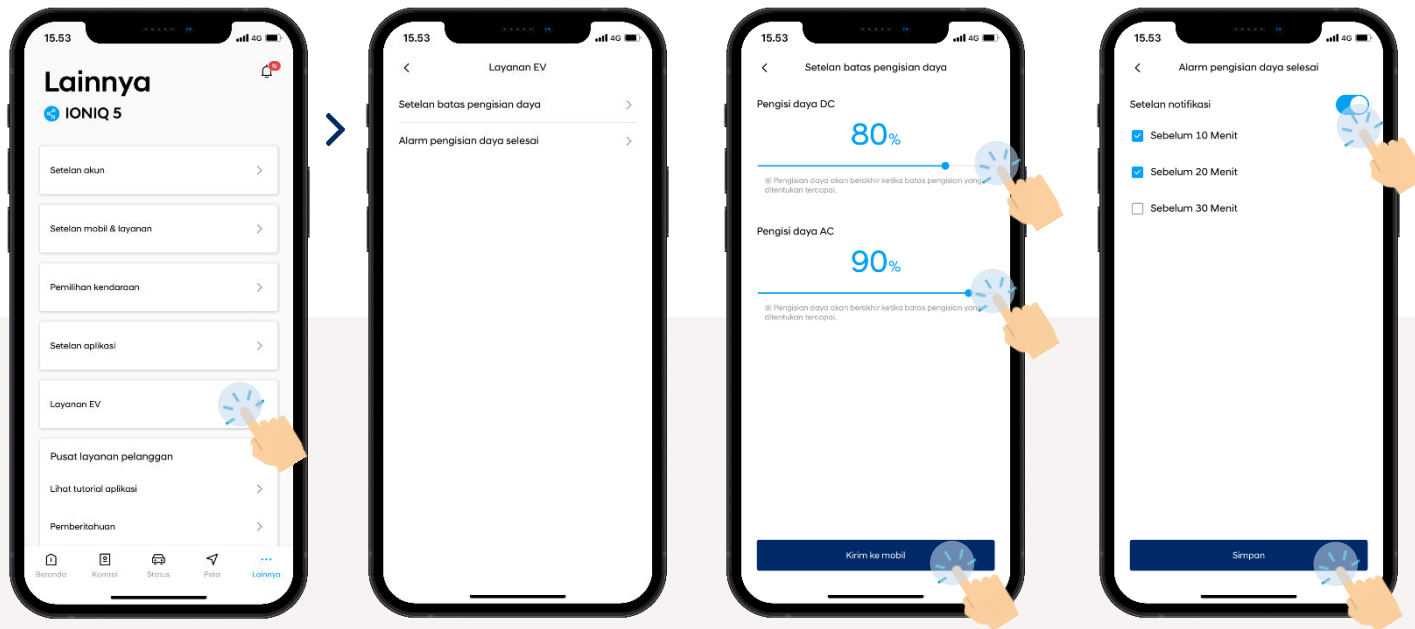 15.53
4G
Lainnya
N
IONIQ 5
Setelan akun
Setelan mobil & layanan
Pemilihan kendaraan
Setelan aplikasi
Layanan EV
Pusat layanan pelanggan
Lihat tutorial aplikasi
Pemberitahuan
Beranda
Komrol
Status
Peta
Lainnya
15.53
4G
Layanan EV
Setelan batas pengisian daya
Alarm pengisian daya selesai
15.53
4G
Setelan batas pengisian daya
Pengisi daya DC
80%
※ Pengisian daya akan berakhir ketika batas pengisian yang
ditentukan tercapai.
Pengisi daya AC
90%
※ Pengisian daya akan berakhir ketika batas pengisian yang
ditentukan tercapai.
Kirim ke mobil
15.53
4G
Alarm pengisian daya selesai
Setelan notifikasi
Sebelum 10 Menit
Sebelum 20 Menit
Sebelum 30 Menit
Simpan